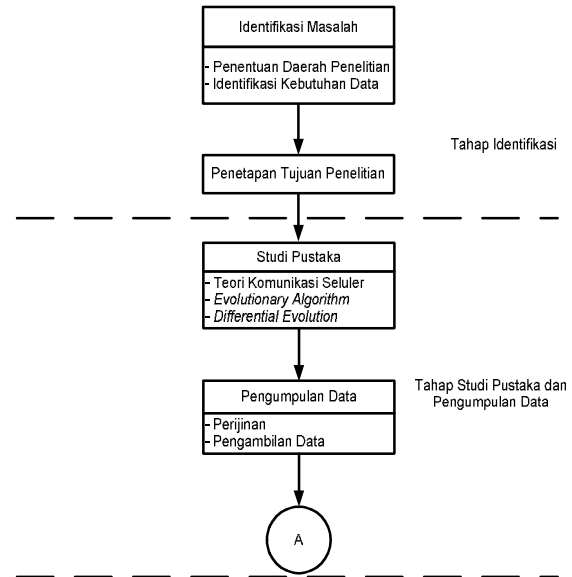 Identifikasi Masalah
- Penentuan Daerah Penelitian
- Identifikasi Kebutuhan Data
Tahap Identifikasi
Penetapan Tujuan Penelitian
Studi Pustaka
- Teori Komunikasi Seluler
- Evolutionary Algorithm
- Differential Evolution
Tahap Studi Pustaka dan
Pengumpulan Data
Pengumpulan Data
- Perijinan
- Pengambilan Data
A